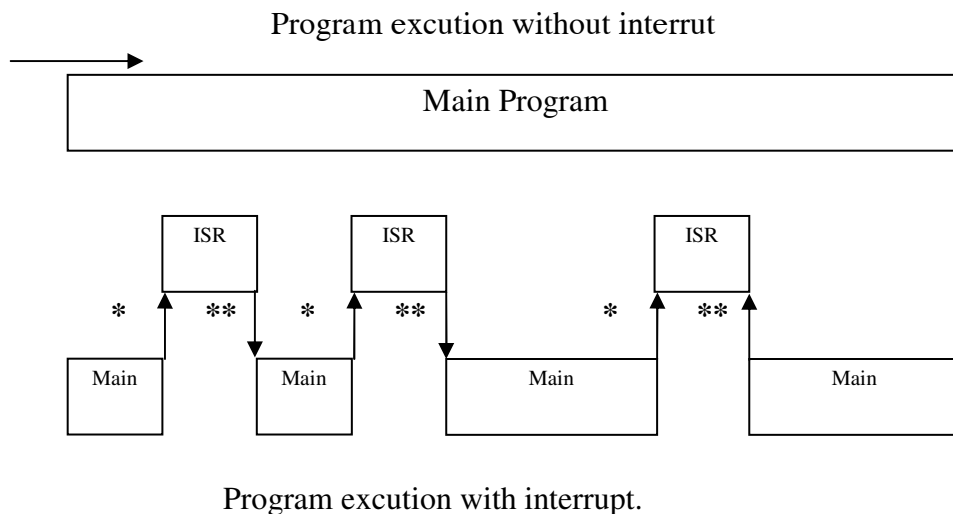 Program excution without interrut
Main Program
ISR ISR ISR
* ** * ** * **
Main Main Main Main
Program excution with interrupt.